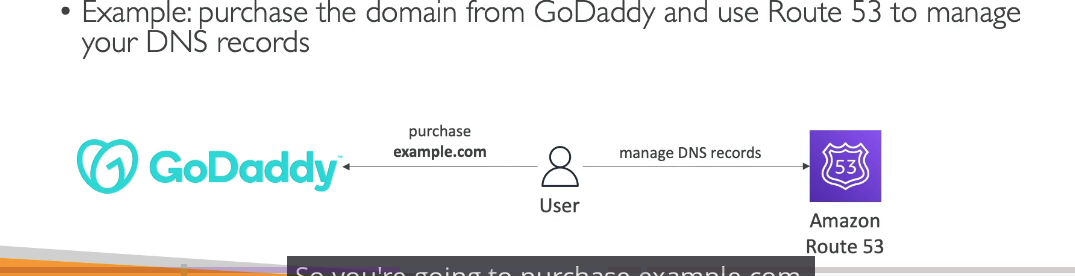 • Example: purchase the domain from GoDaddy and use Route 53 to manage
your DNS records
purchase
example.com
GoDaddy
manage DNS records
53
User
Amazon
Route 53
So you're going to purchase example.com